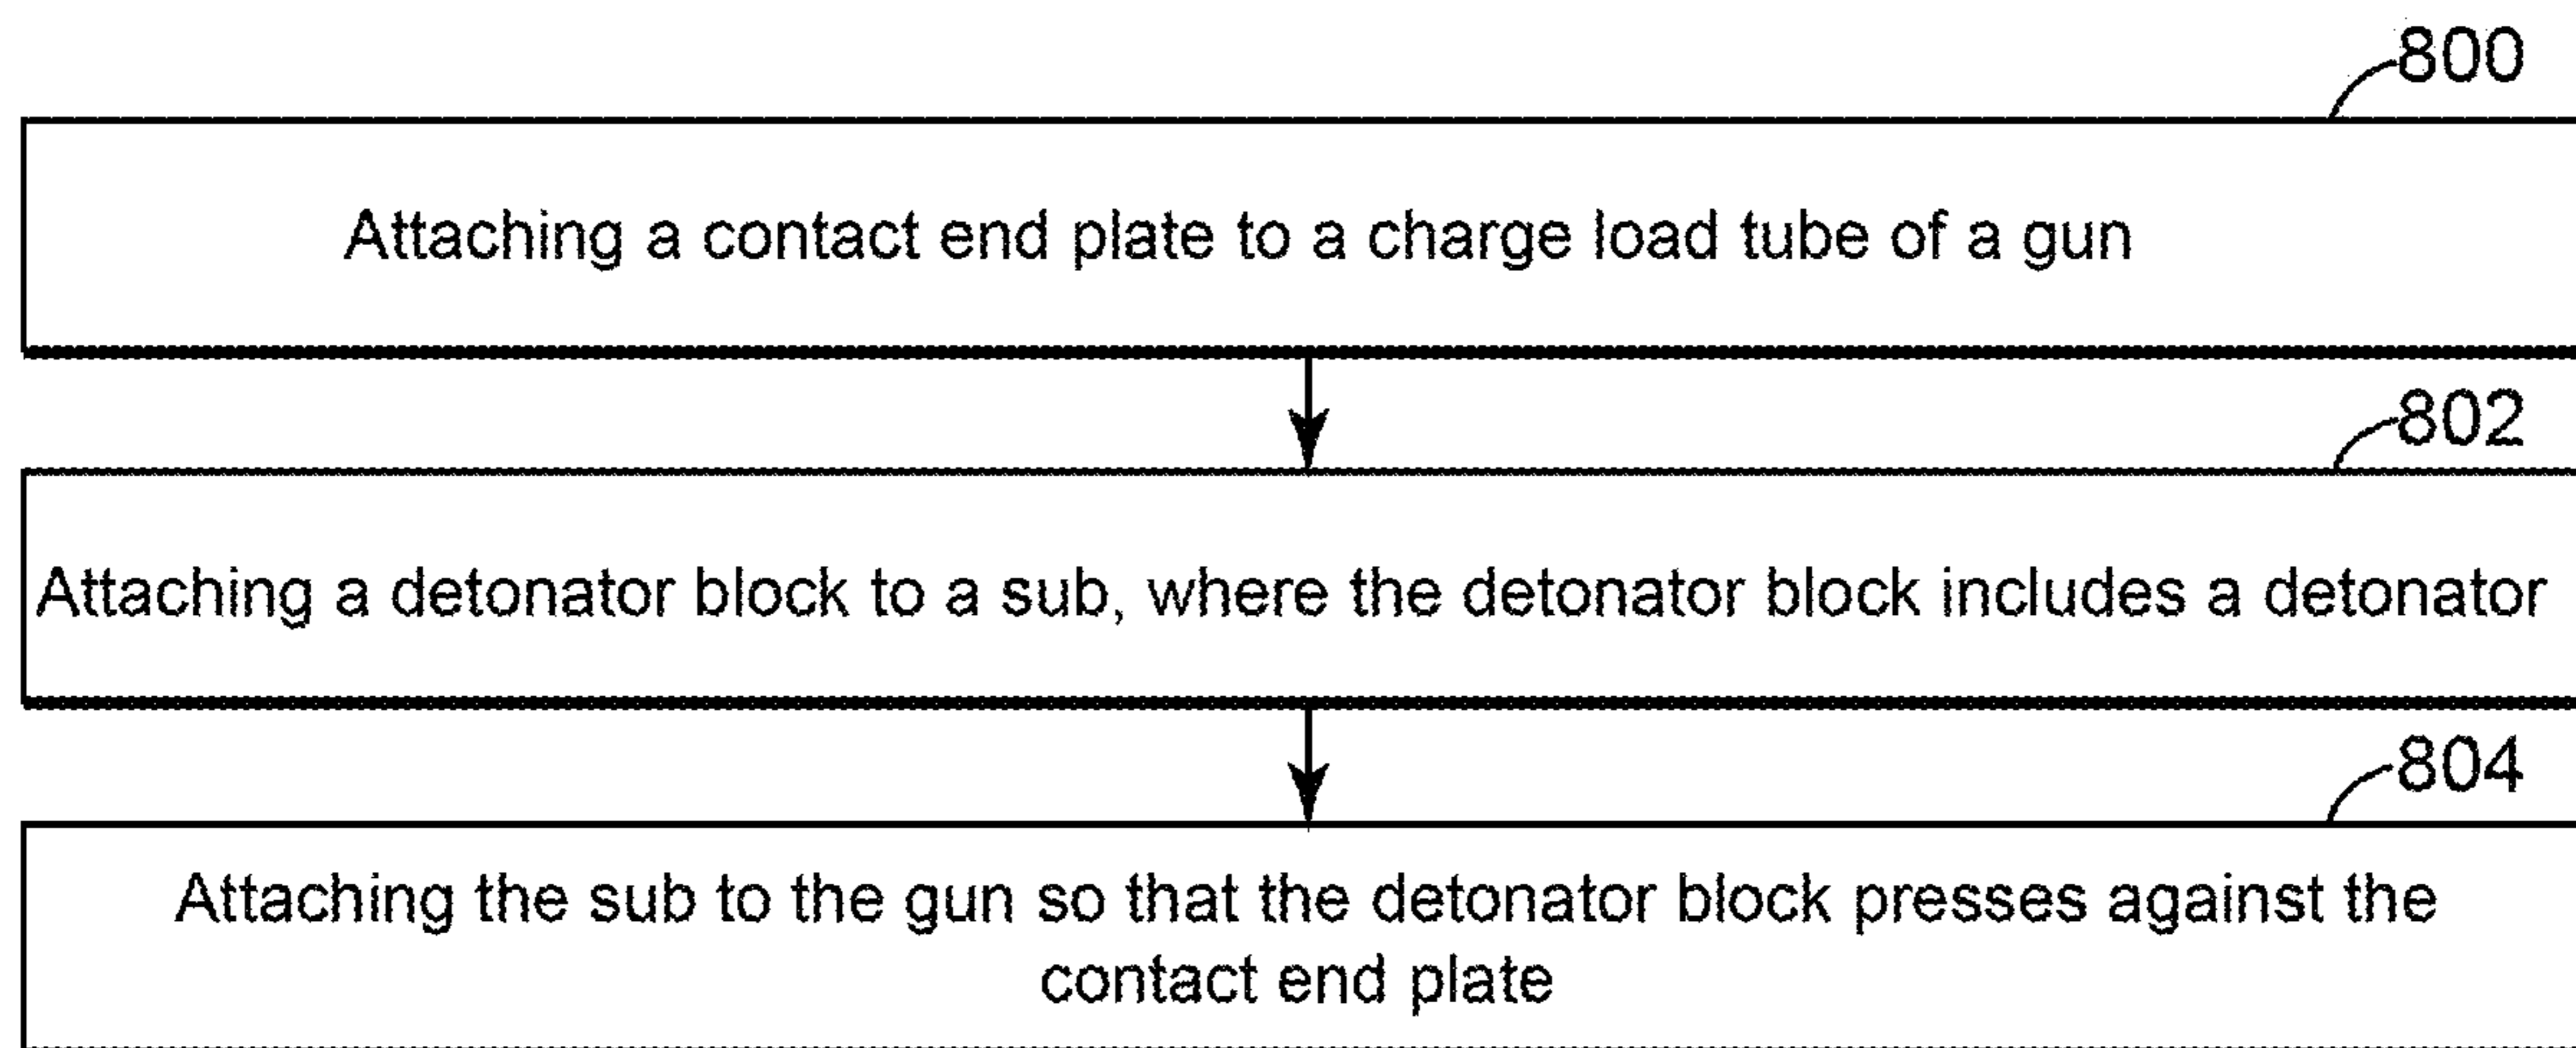 800
Attaching a contact end plate to a charge load tube of a gun
802
Attaching a detonator block to a sub, where the detonator block includes a detonator
804
Attaching the sub to the gun so that the detonator block presses against the
contact end plate